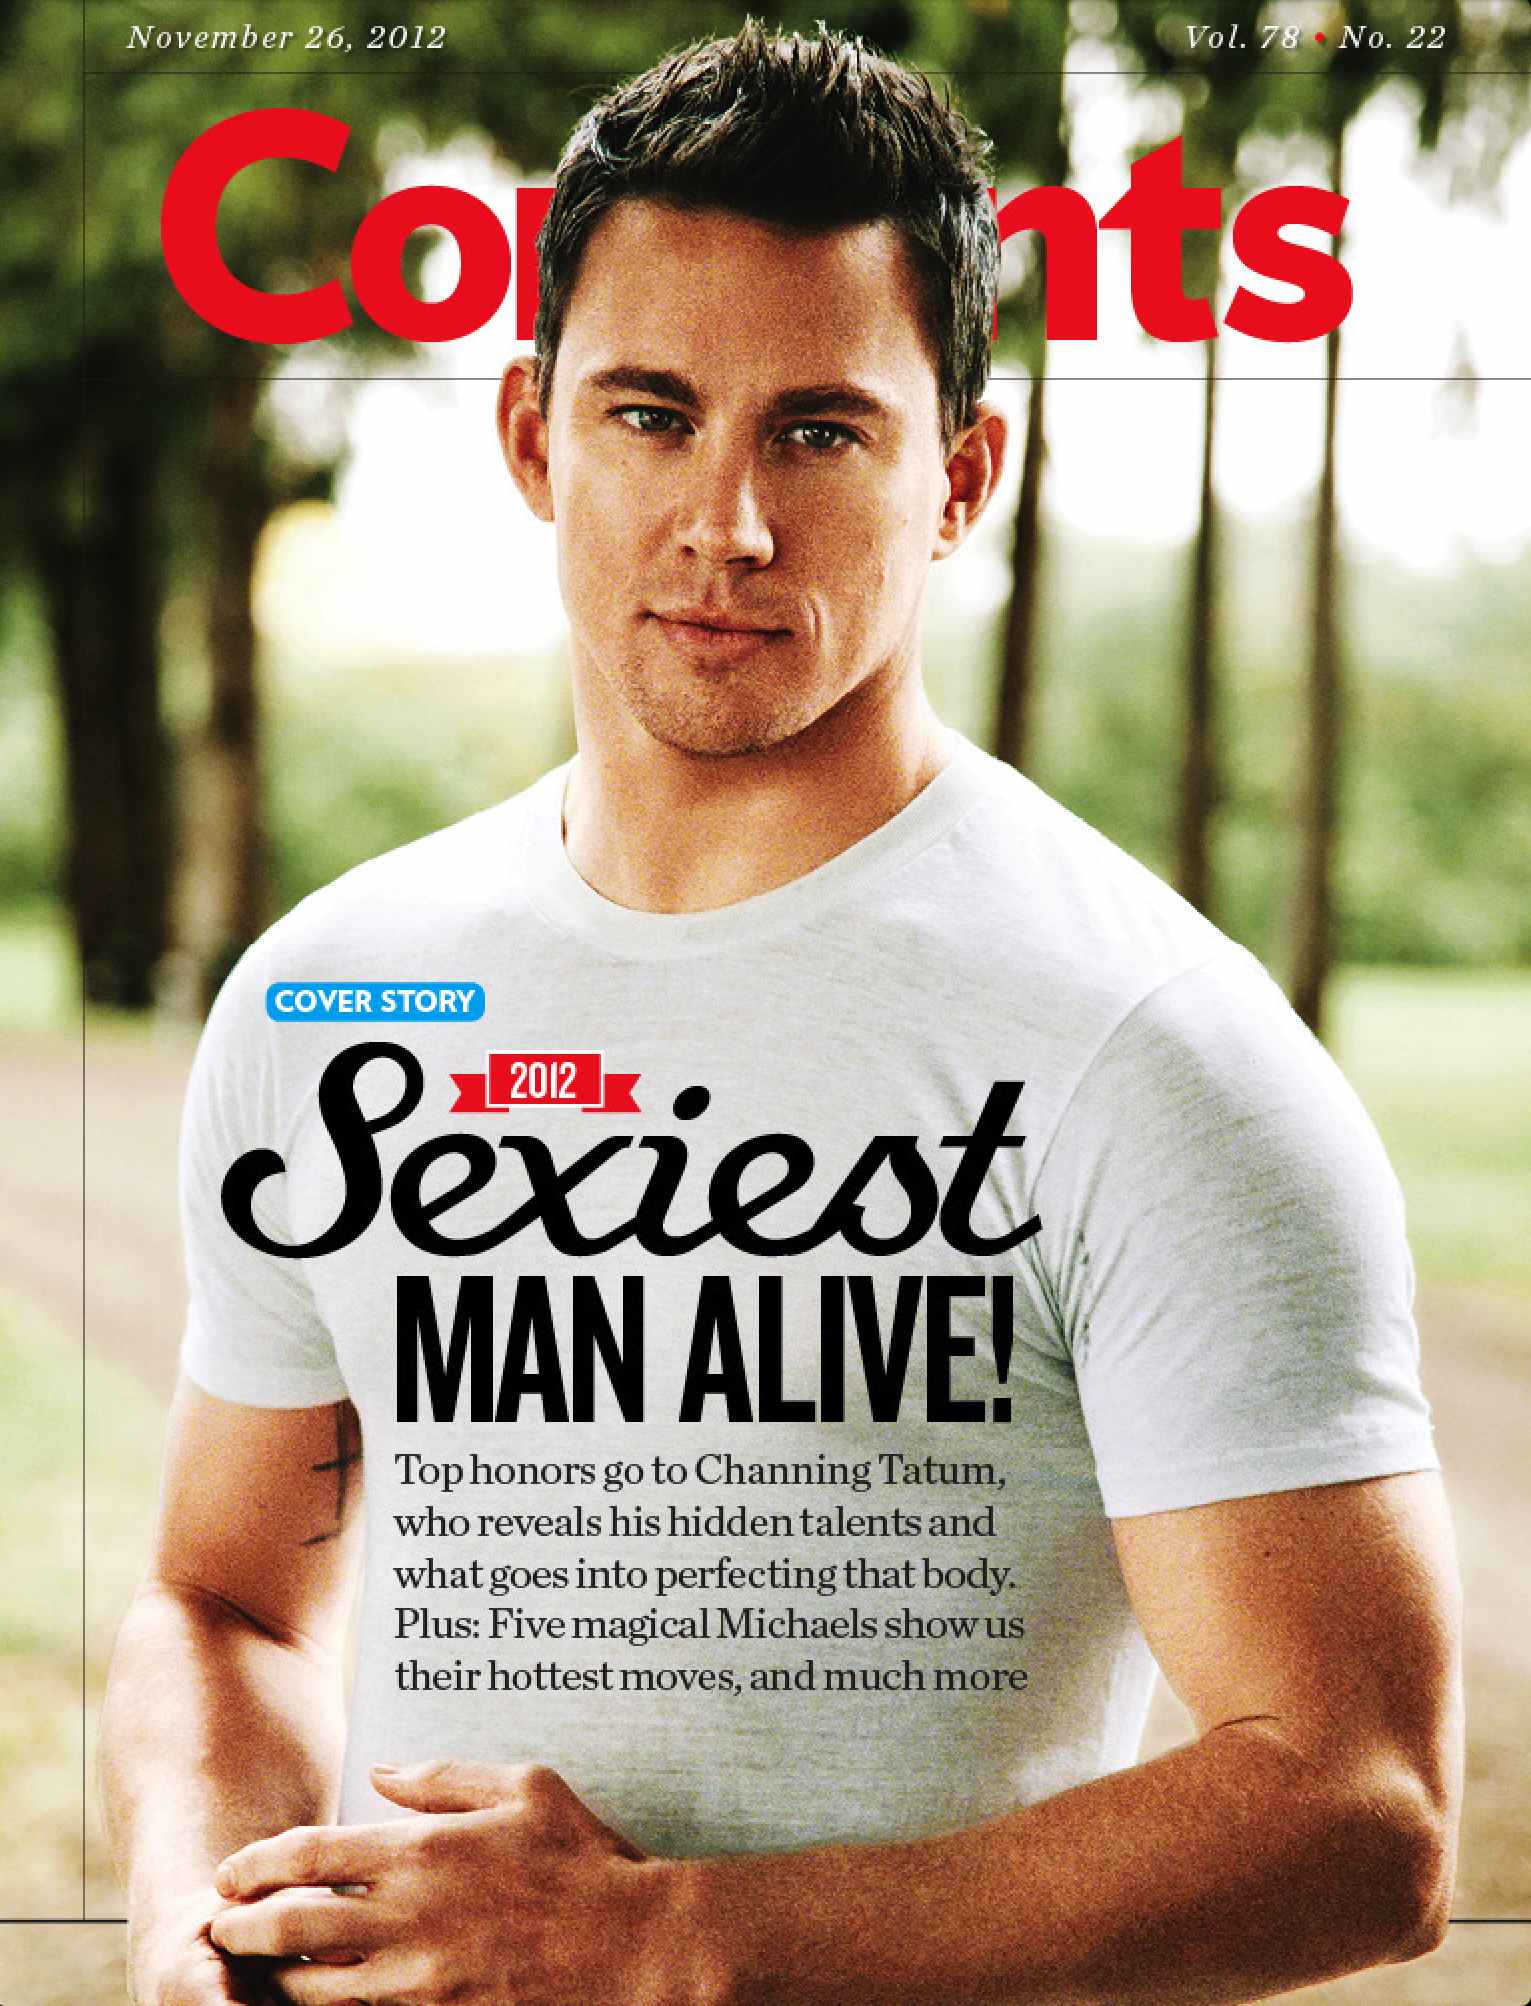 November 26, 2012
Vol. 78 • No. 22
Contents
COVER STORY
2012
Sexiest
MAN ALIVE!
Top honors go to Channing Tatum,
who reveals his hidden talents and
what goes into perfecting that body.
Plus: Five magical Michaels show us
their hottest moves, and much more